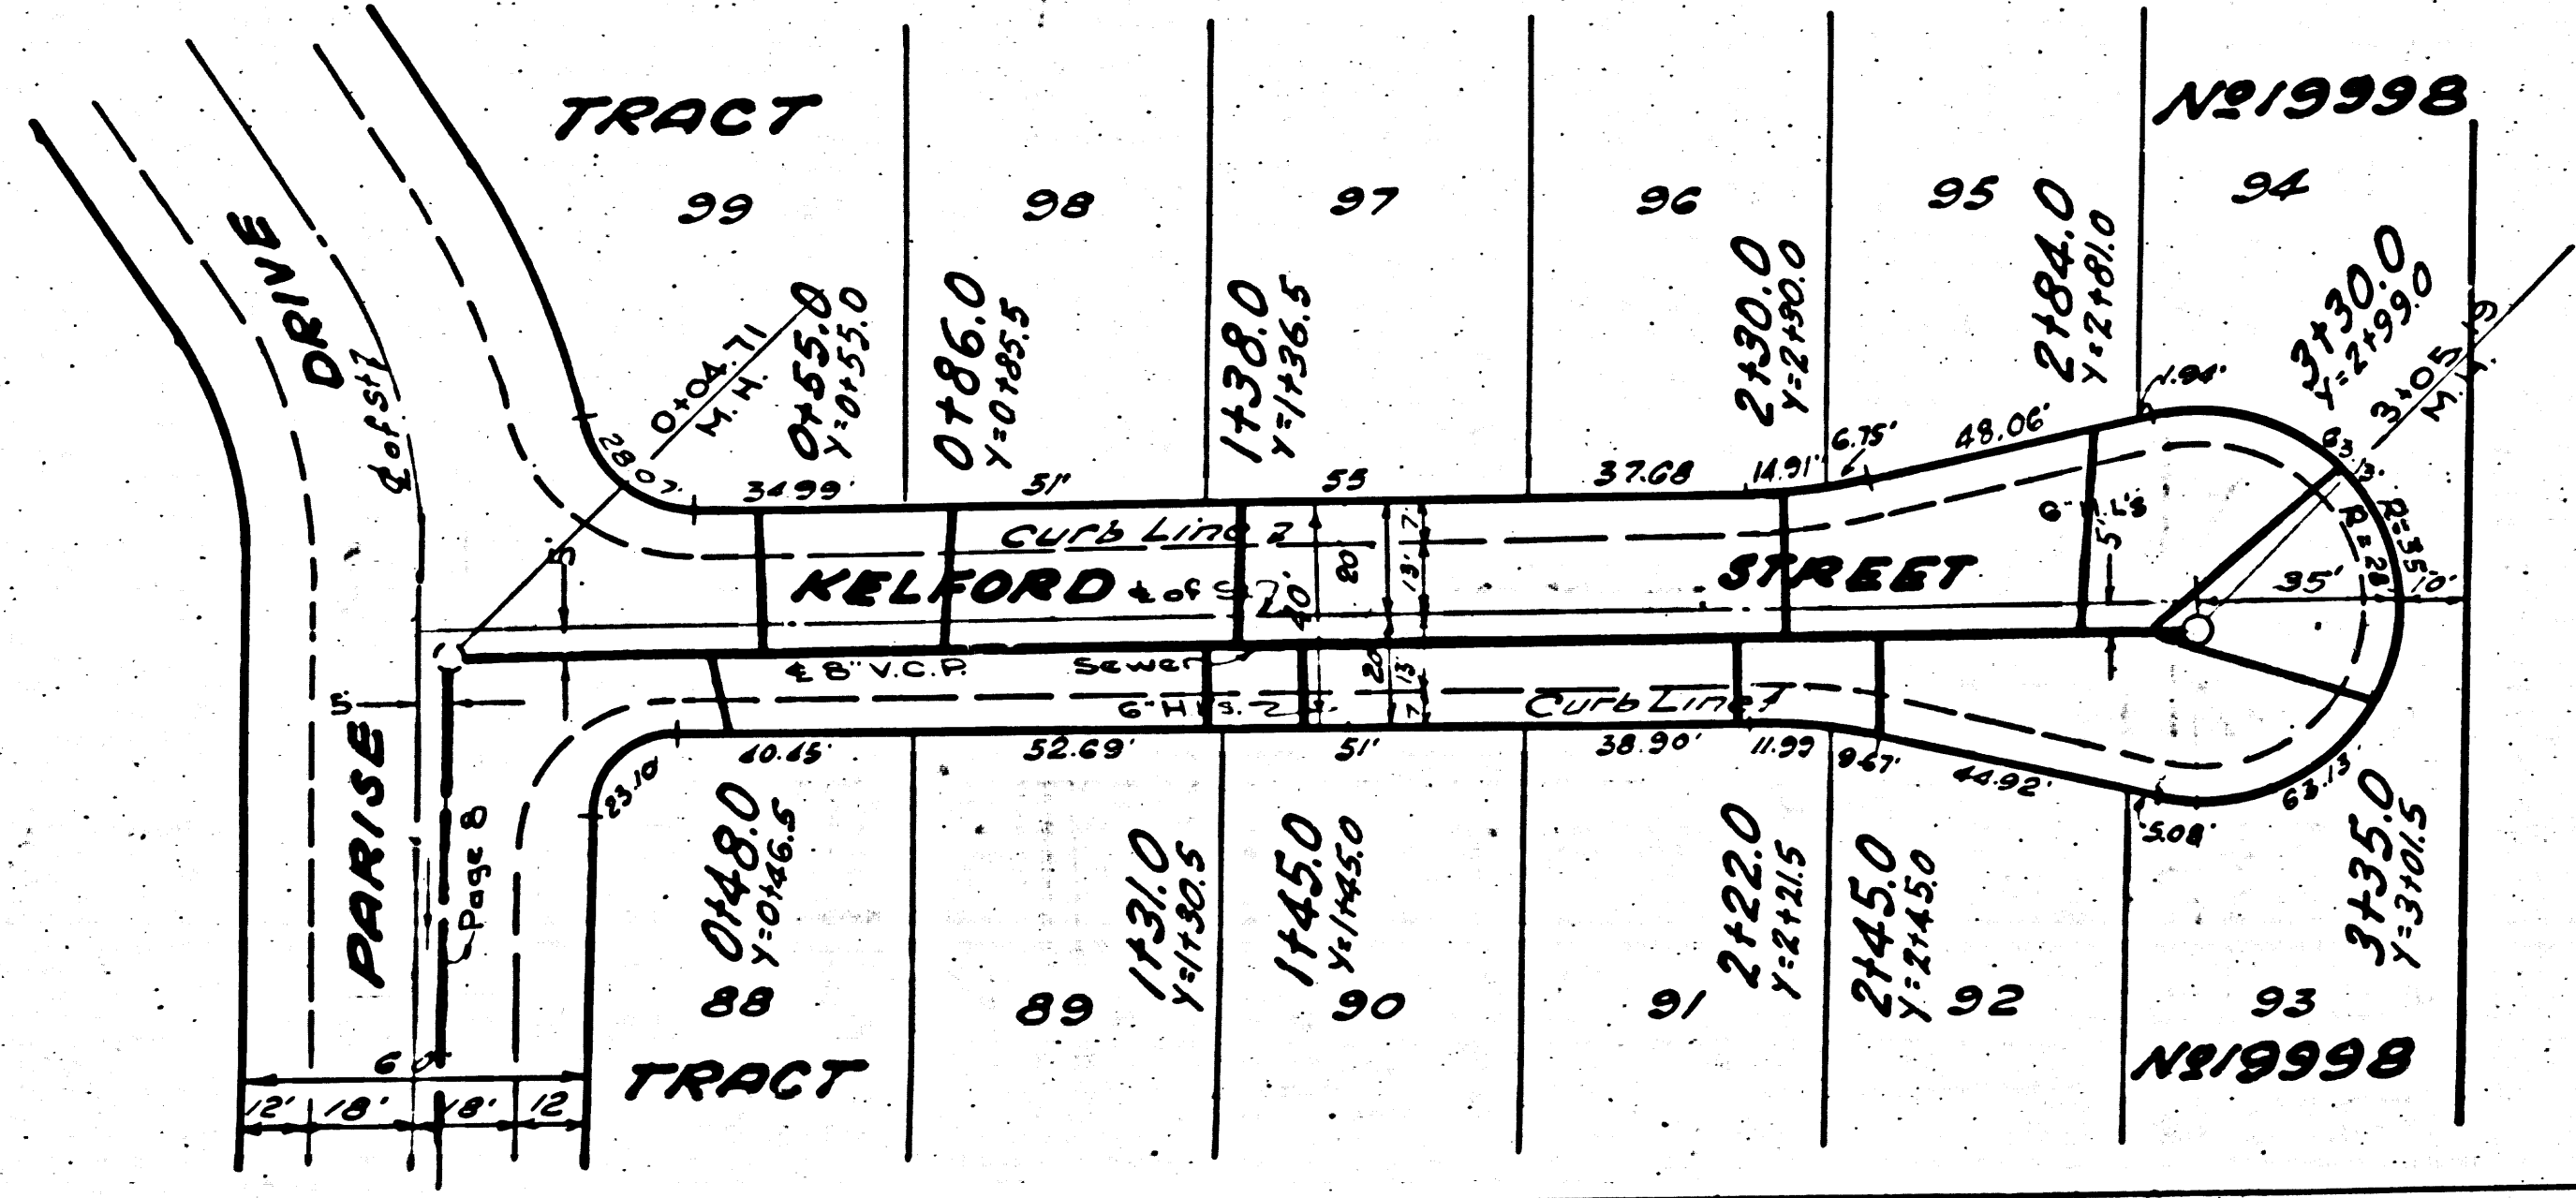 TRACT
Nº19998
99
98
97
96
95
94
DRIVE
℄ of St.
0+04.71
M.H.
0+55.0
Y=0+55.0
0+86.0
Y=0+85.5
1+38.0
Y=1+36.5
2+30.0
Y=2+30.0
2+84.0
Y=2+81.0
3+30.0
Y=2+99.0
3+05
M.H.
28.07
34.99'
51'
55
37.68
14.91'
6.75'
48.06'
1.94'
63.13'
R=35'
R=28
6" H.L's
Curb Line
KELFORD
℄ of St.
STREET
5'
40'
20
7'
13'
5'
35'
10'
℄ 8" V.C.P.
Sewer
20
13'
7'
6" H.L's.
Curb Line
5'
PARISE
Page 8
23.10'
40.45'
52.69'
51'
38.90'
11.99
9.67'
44.92'
5.08'
63.13'
0+48.0
Y=0+46.5
1+31.0
Y=1+30.5
1+45.0
Y=1+45.0
2+22.0
Y=2+21.5
2+45.0
Y=2+45.0
3+35.0
Y=3+01.5
88
89
90
91
92
93
60
12'
18'
18'
12
TRACT
Nº19998